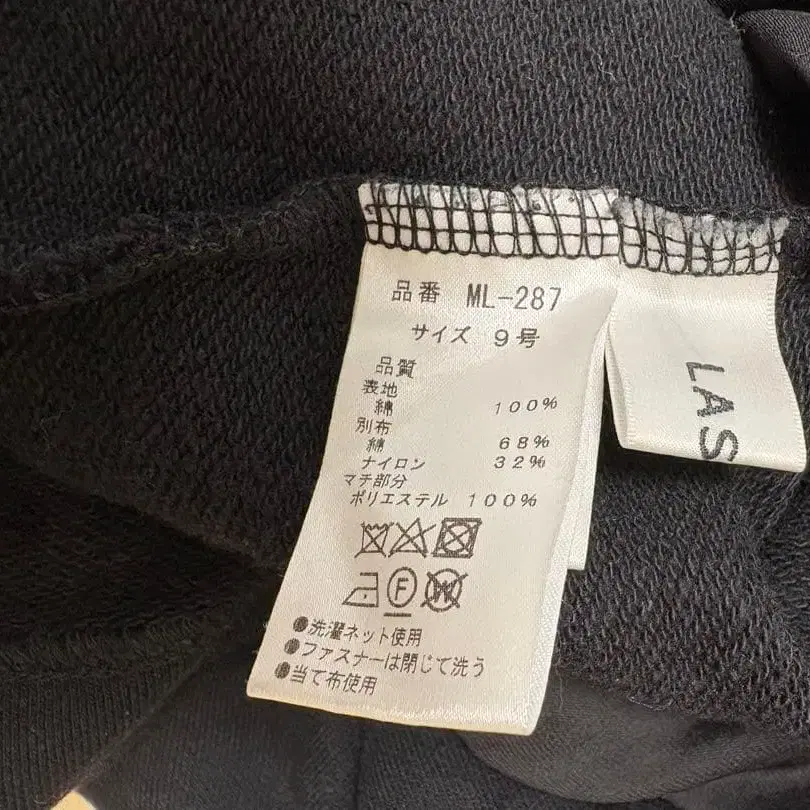 品番 ML-287
サイズ 9号
品質
表地
綿 100%
別布
綿 68%
ナイロン 32%
マチ部分
ポリエステル 100%
F
W
●洗濯ネット使用
●ファスナーは閉じて洗う
●当て布使用
LAS